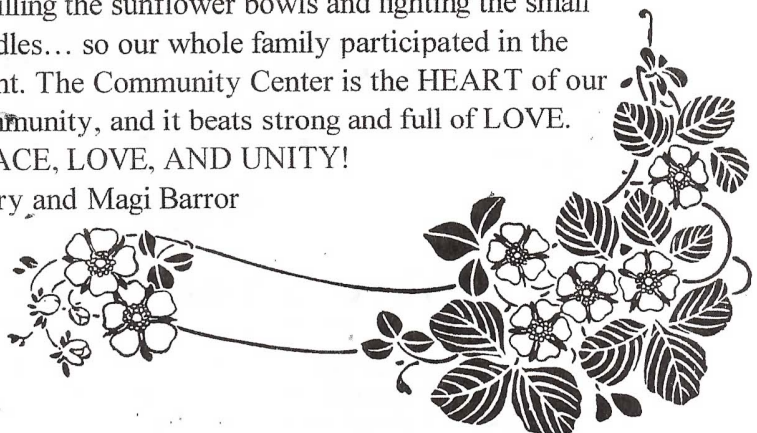 illing the sunflower bowls and lighting the small
dles... so our whole family participated in the
nt. The Community Center is the HEART of our
mmunity, and it beats strong and full of LOVE.
ACE, LOVE, AND UNITY!
ry and Magi Barror